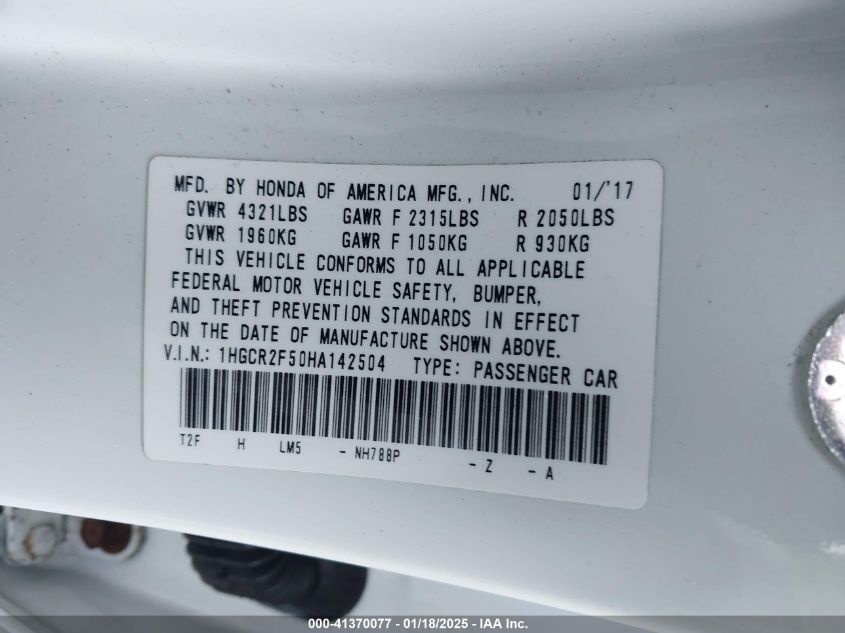 MFD. BY HONDA OF AMERICA MFG., INC. 01/'17
GVWR 4321LBS GAWR F 2315LBS R 2050LBS
GVWR 1960KG GAWR F 1050KG R 930KG
THIS VEHICLE CONFORMS TO ALL APPLICABLE
FEDERAL MOTOR VEHICLE SAFETY, BUMPER,
AND THEFT PREVENTION STANDARDS IN EFFECT
ON THE DATE OF MANUFACTURE SHOWN ABOVE.
V.I.N.: 1HGCR2F50HA142504 TYPE: PASSENGER CAR
T2F H LM5 - NH788P - Z - A
000-41370077 - 01/18/2025 - IAA Inc.